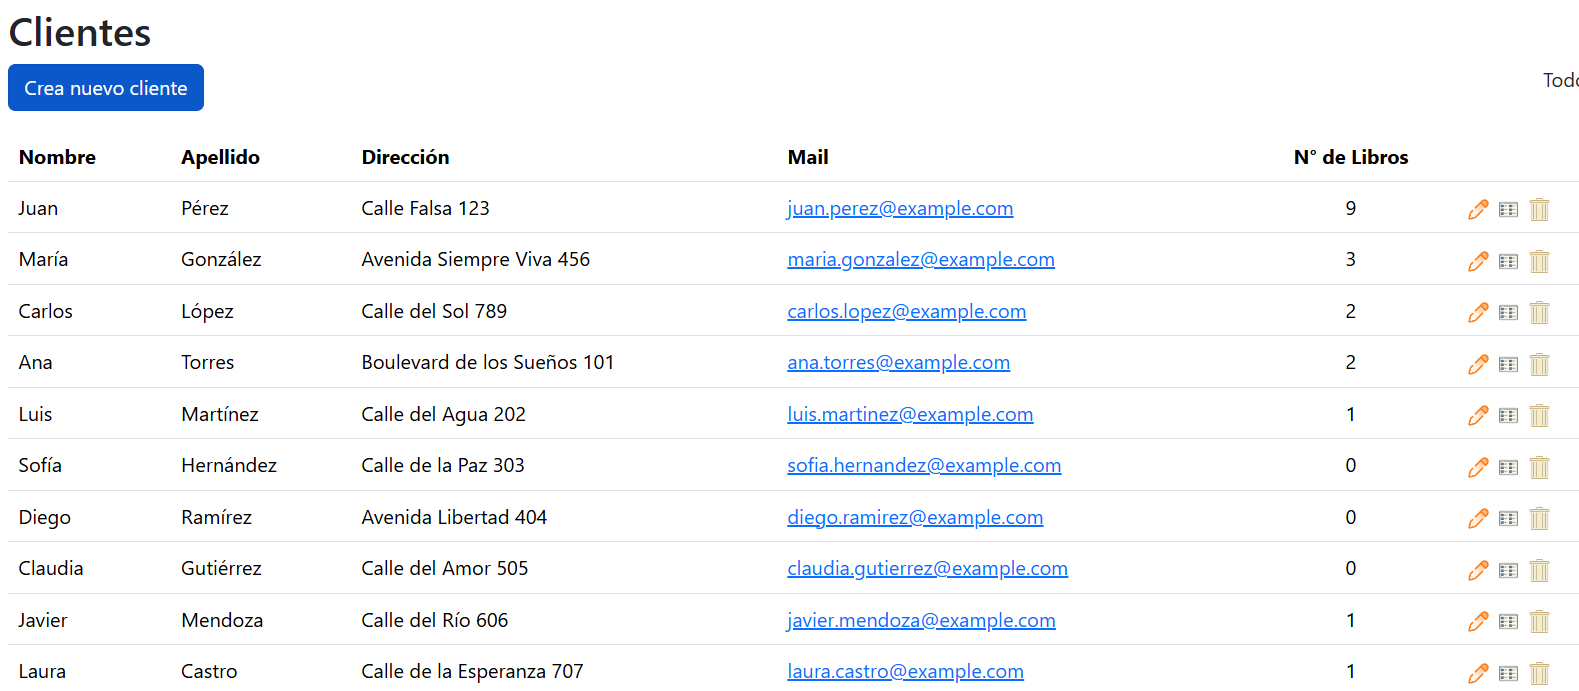 Clientes
Crea nuevo cliente
Nombre Apellido Dirección Mail N° de Libros
Juan Pérez Calle Falsa 123 juan.perez@example.com 9
María González Avenida Siempre Viva 456 maria.gonzalez@example.com 3
Carlos López Calle del Sol 789 carlos.lopez@example.com 2
Ana Torres Boulevard de los Sueños 101 ana.torres@example.com 2
Luis Martínez Calle del Agua 202 luis.martinez@example.com 1
Sofía Hernández Calle de la Paz 303 sofia.hernandez@example.com 0
Diego Ramírez Avenida Libertad 404 diego.ramirez@example.com 0
Claudia Gutiérrez Calle del Amor 505 claudia.gutierrez@example.com 0
Javier Mendoza Calle del Río 606 javier.mendoza@example.com 1
Laura Castro Calle de la Esperanza 707 laura.castro@example.com 1